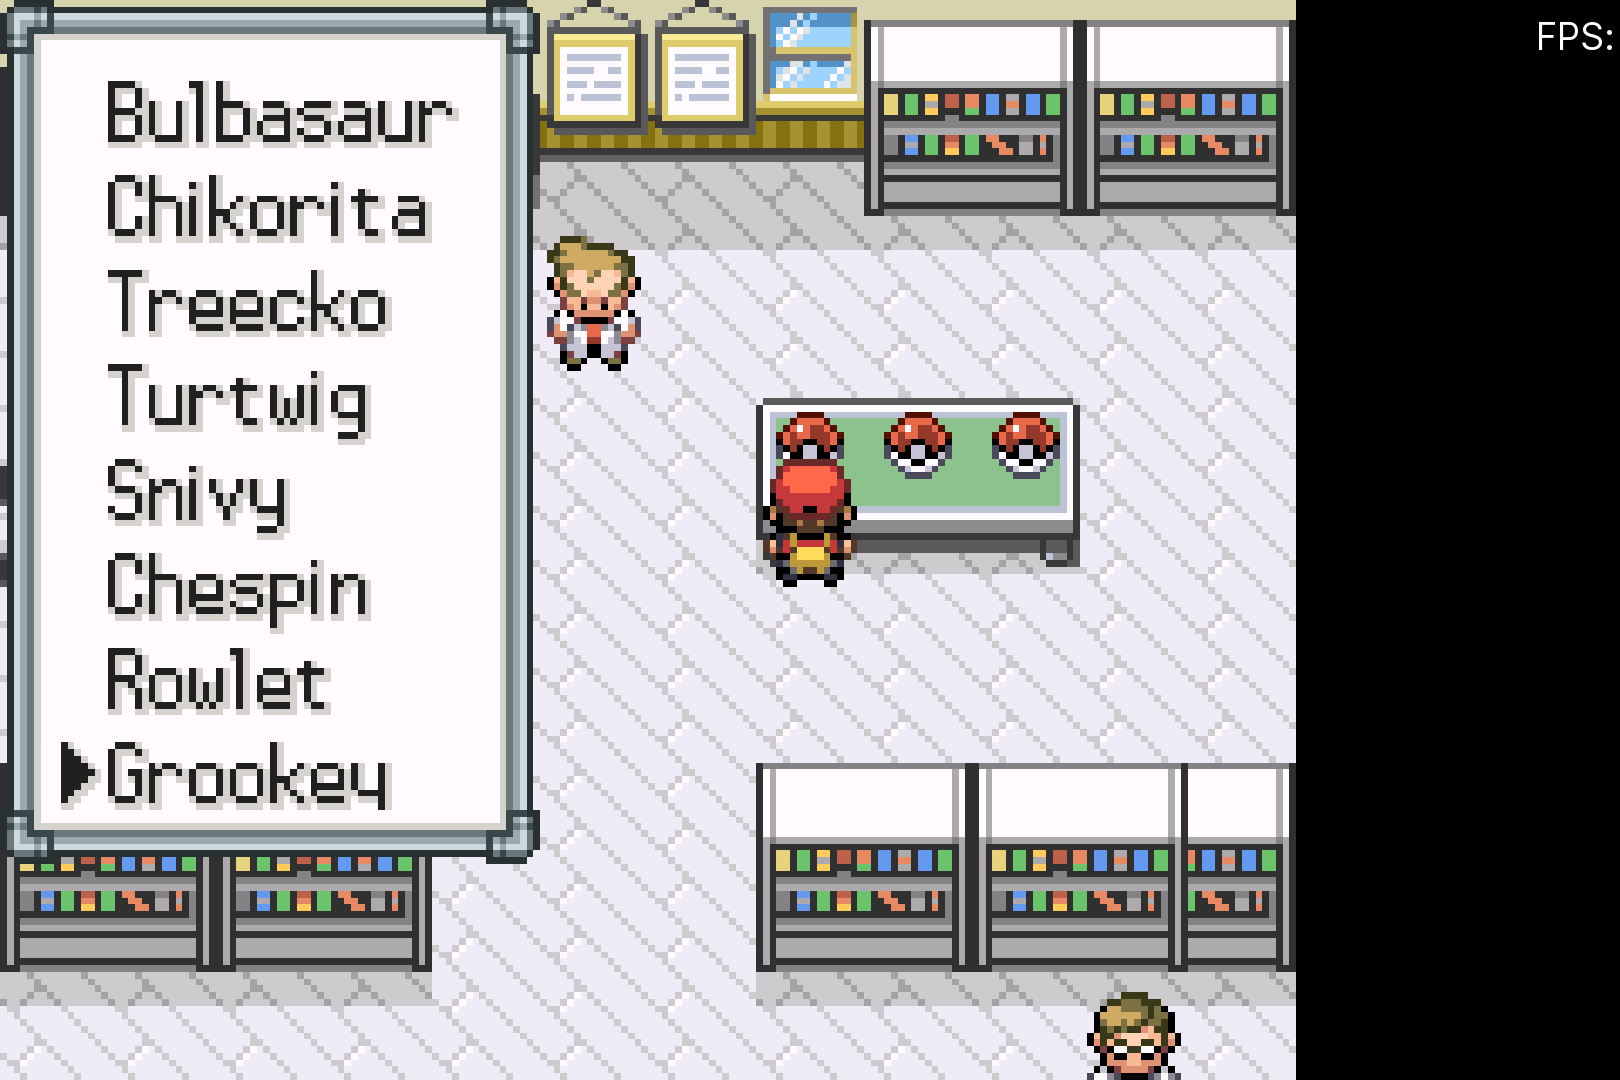 FPS:
Bulbasaur
Chikorita
Treecko
Turtwig
Snivy
Chespin
Rowlet
Grookey